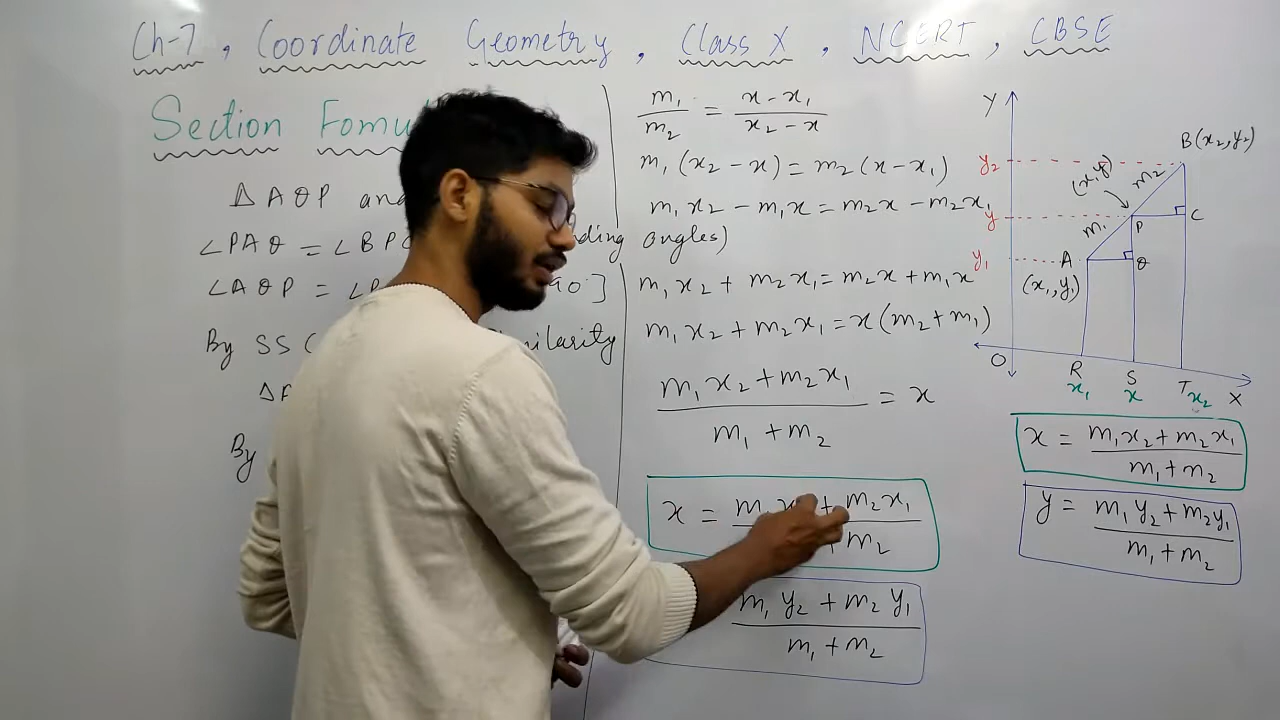 Ch-7, Coordinate Geometry, Class X, NCERT, CBSE
Section Fomu
ΔAQP and
∠PAQ = ∠BPC
ding angles)
∠AQP = ∠
90°]
By SS
Similarity
Δ
By
m₁/m₂ = (x - x₁)/(x₂ - x)
m₁(x₂ - x) = m₂(x - x₁)
m₁x₂ - m₁x = m₂x - m₂x₁
m₁x₂ + m₂x₁ = m₂x + m₁x
m₁x₂ + m₂x₁ = x(m₂ + m₁)
(m₁x₂ + m₂x₁)/(m₁ + m₂) = x
x = m₁x + m₂x₁
+ m₂
(m₁y₂ + m₂y₁)/(m₁ + m₂)
Y
B(x₂, y₂)
y₂
(x, y)
m₂
y
m₁
P
C
y₁
A
Q
(x₁, y₁)
O
R
S
T
X
x₁
x
x₂
x = (m₁x₂ + m₂x₁)/(m₁ + m₂)
y = (m₁y₂ + m₂y₁)/(m₁ + m₂)